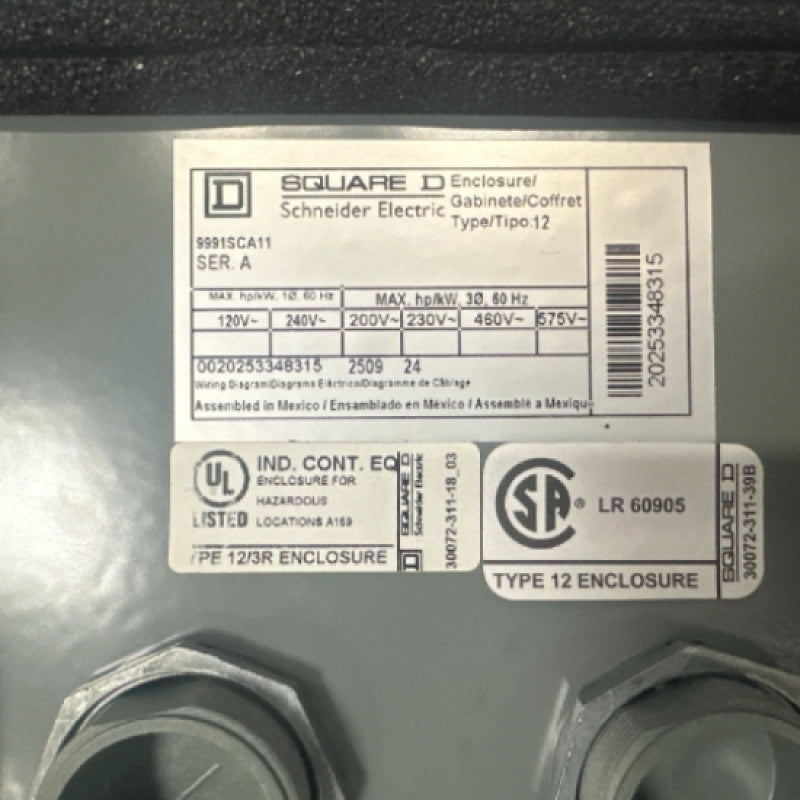 D
SQUARE D
Schneider Electric
Enclosure/
Gabinete/Coffret
Type/Tipo:12
9991SCA11
SER. A
MAX. hp/kW, 1Ø, 60 Hz
MAX. hp/kW, 3Ø, 60 Hz
120V~ 240V~ 200V~ 230V~ 460V~ 575V~
0020253348315 2509 24
Wiring Diagram/Diagrama Eléctrico/Diagramme de Câblage
Assembled in Mexico / Ensamblado en México / Assemblé a Mexiqu
20253348315
UL
LISTED
IND. CONT. EQ
ENCLOSURE FOR
HAZARDOUS
LOCATIONS A169
YPE 12/3R ENCLOSURE
D
SQUARE D
Schneider Electric
30072-311-18_03
SA® LR 60905
TYPE 12 ENCLOSURE
SQUARE D
30072-311-39B